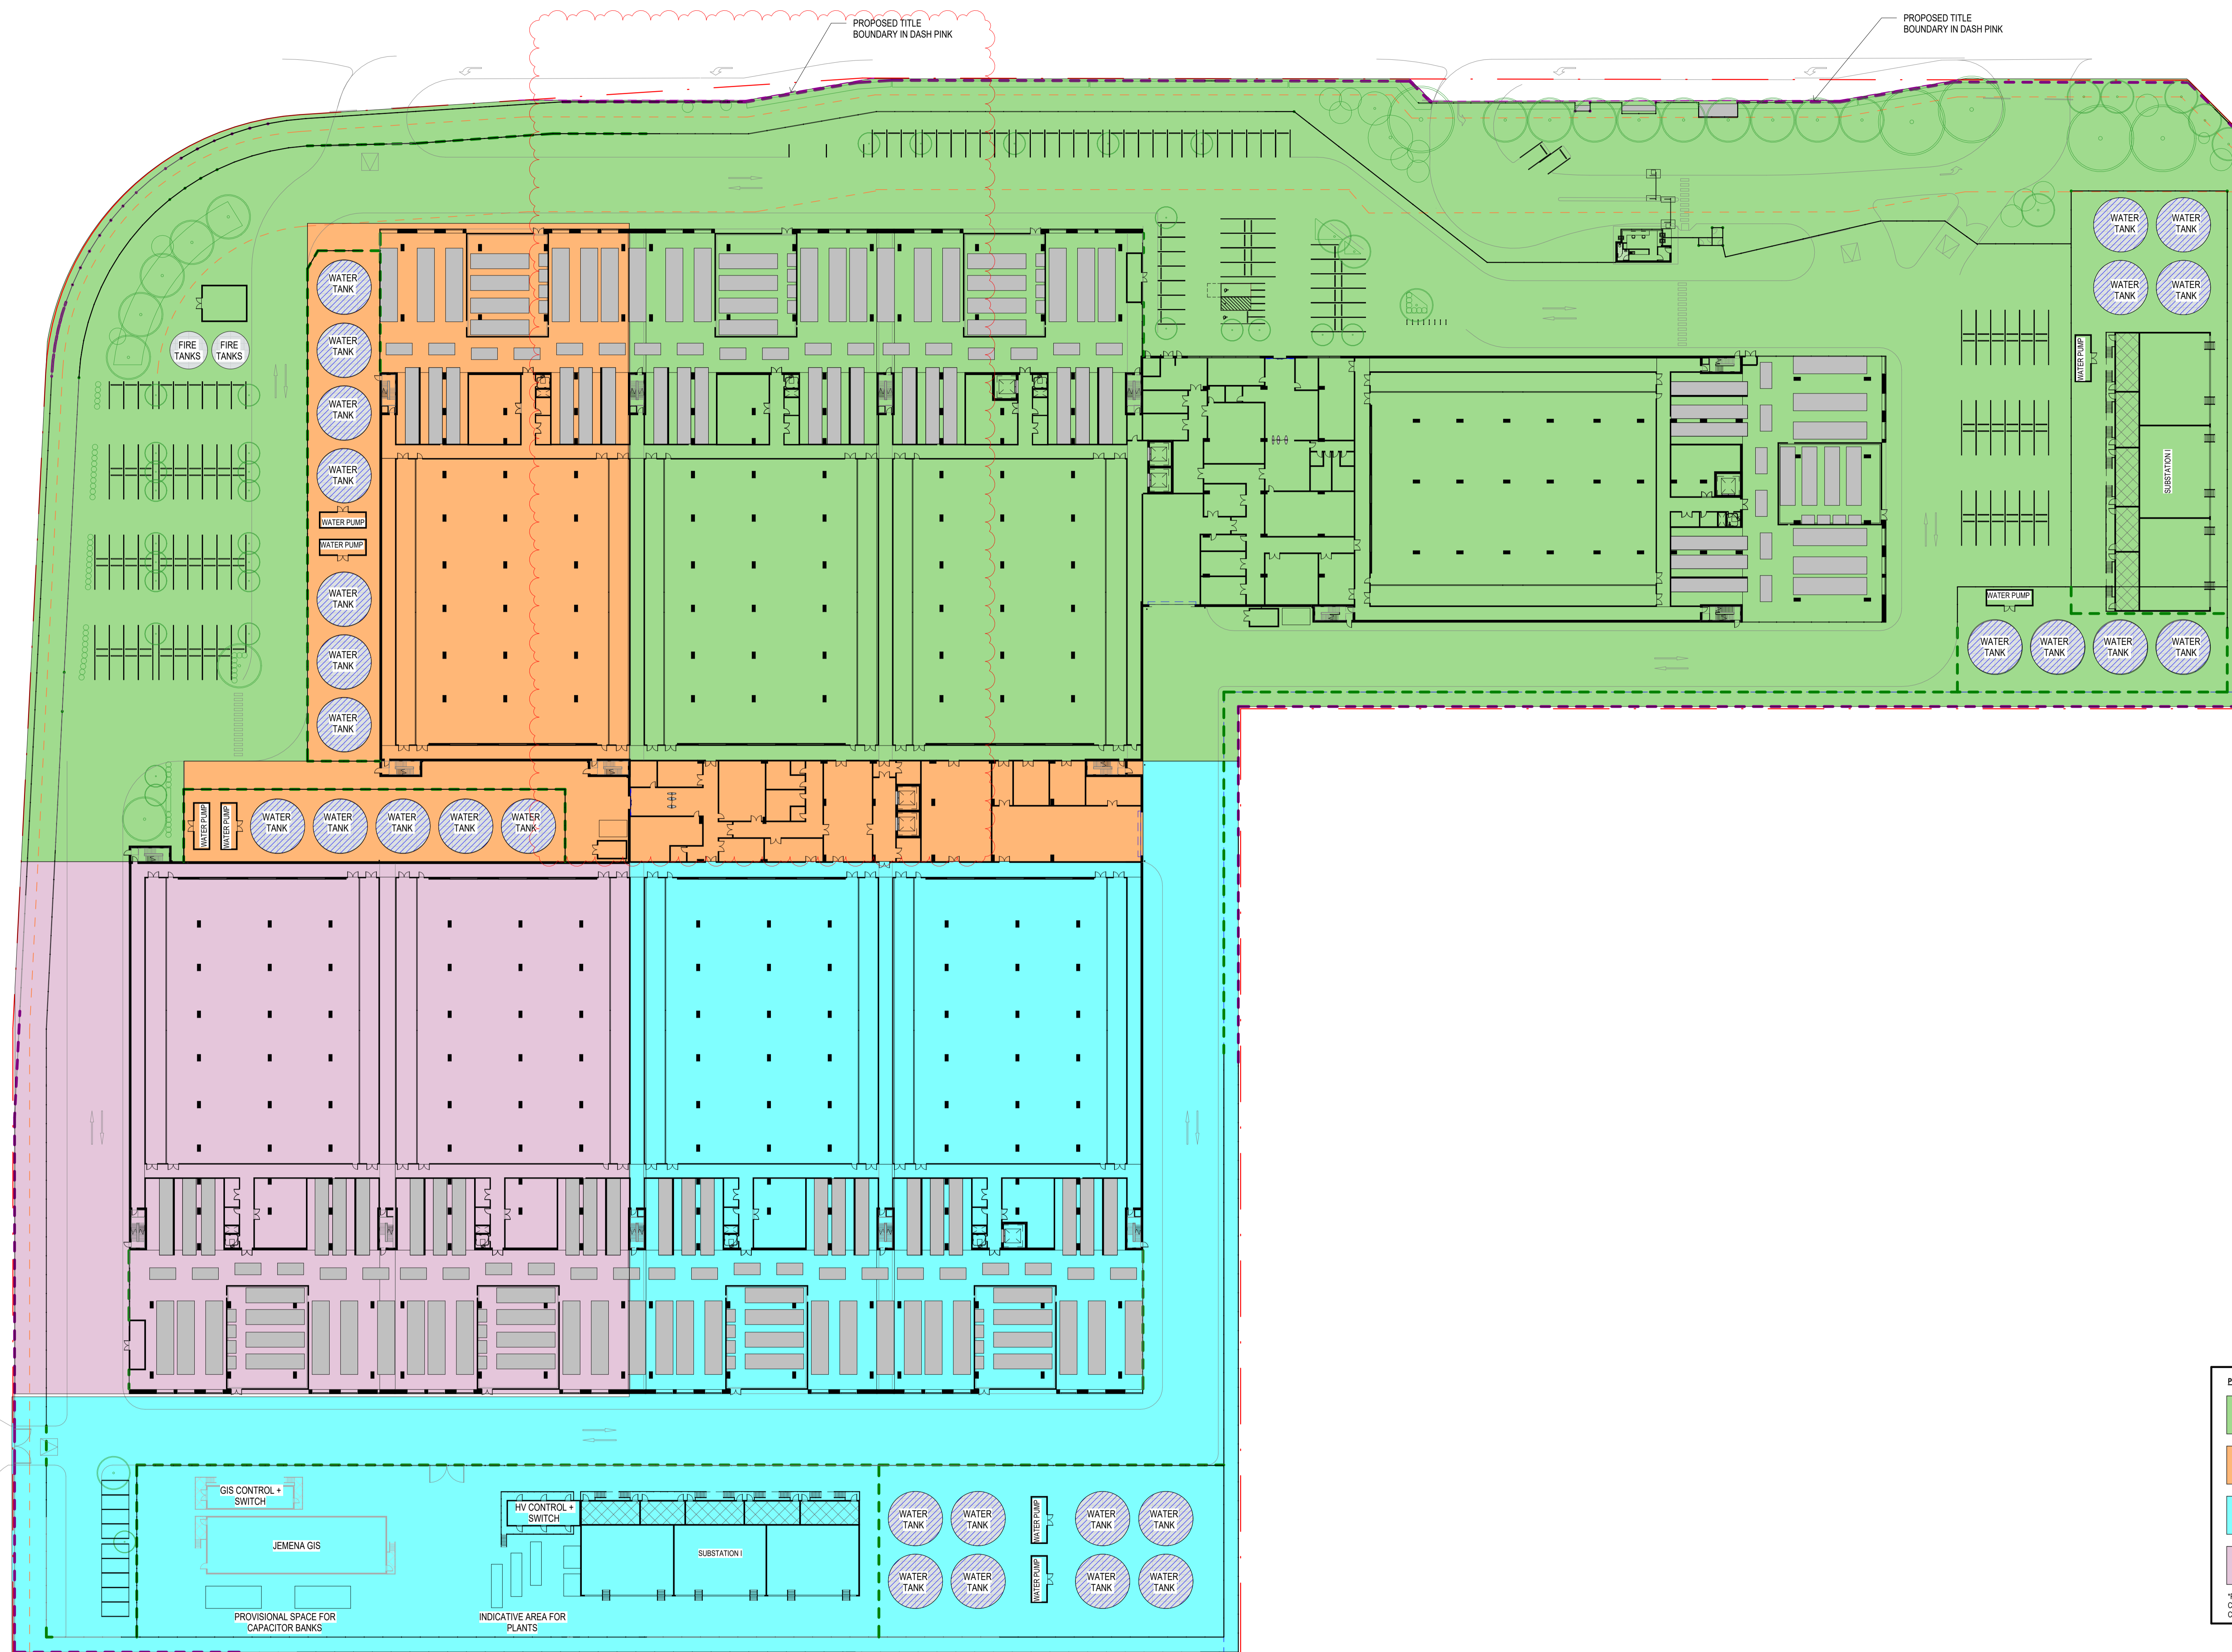 PROPOSED TITLE
BOUNDARY IN DASH PINK
PROPOSED TITLE
BOUNDARY IN DASH PINK
WATER
TANK
WATER
TANK
WATER
TANK
WATER
TANK
WATER
TANK
WATER
TANK
WATER
TANK
WATER
TANK
FIRE
TANKS
FIRE
TANKS
WATER PUMP
WATER PUMP
WATER PUMP
SUBSTATION I
WATER
TANK
WATER
TANK
WATER
TANK
WATER PUMP
WATER
TANK
WATER
TANK
WATER
TANK
WATER
TANK
WATER PUMP
WATER PUMP
WATER
TANK
WATER
TANK
WATER
TANK
WATER
TANK
WATER
TANK
GIS CONTROL +
SWITCH
JEMENA GIS
PROVISIONAL SPACE FOR
CAPACITOR BANKS
HV CONTROL +
SWITCH
INDICATIVE AREA FOR
PLANTS
SUBSTATION I
WATER
TANK
WATER
TANK
WATER PUMP
WATER
TANK
WATER
TANK
WATER
TANK
WATER
TANK
WATER PUMP
WATER
TANK
WATER
TANK